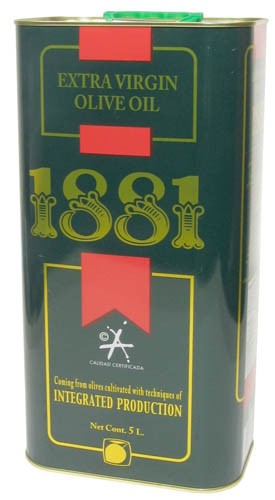 EXTRA VIRGIN
OLIVE OIL
1881
©
CALIDAD CERTIFICADA
Coming from olives cultivated with techniques of
INTEGRATED PRODUCTION
Net Cont. 5 L.